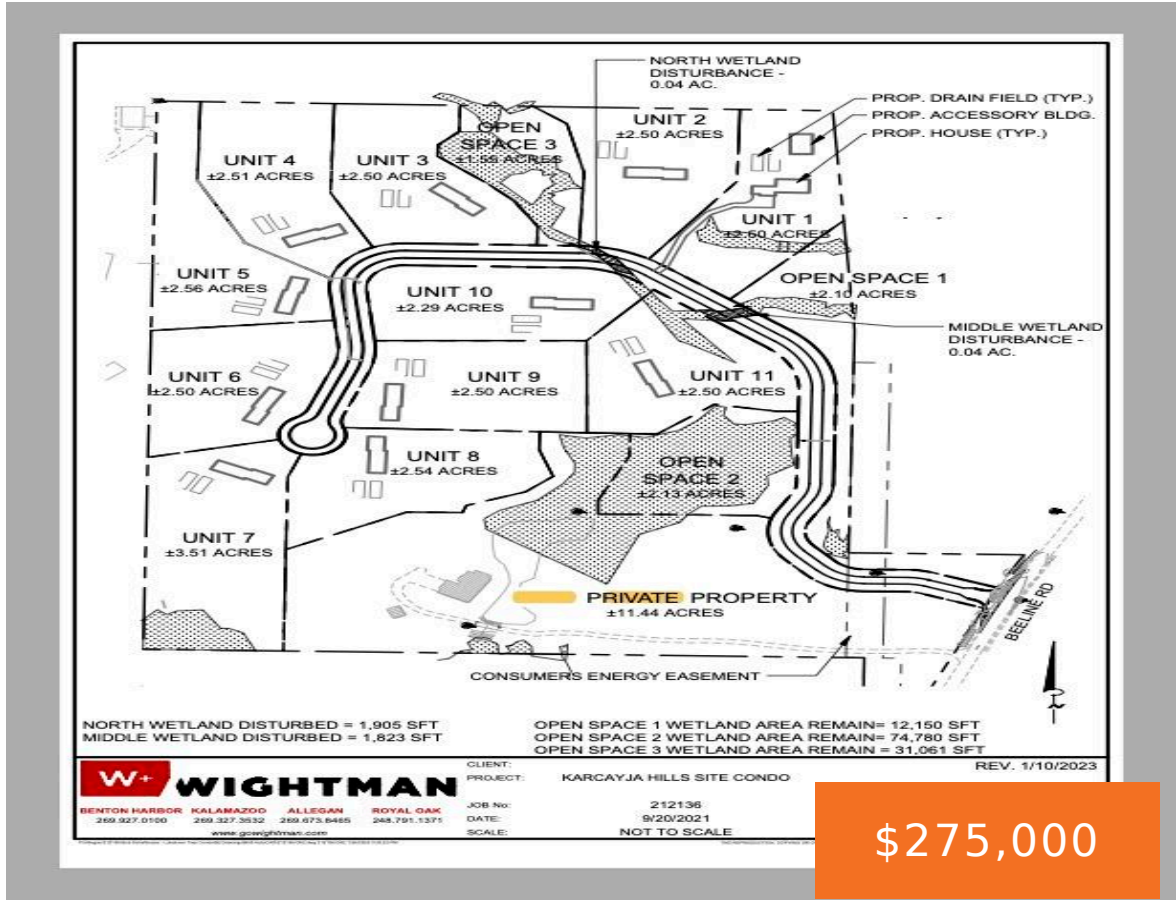 NORTH WETLAND
DISTURBANCE -
0.04 AC.
PROP. DRAIN FIELD (TYP.)
PROP. ACCESSORY BLDG.
PROP. HOUSE (TYP.)
OPEN
SPACE 3
±1.55 ACRES
UNIT 2
±2.50 ACRES
UNIT 4
±2.51 ACRES
UNIT 3
±2.50 ACRES
UNIT 1
±2.50 ACRES
UNIT 5
±2.56 ACRES
UNIT 10
±2.29 ACRES
OPEN SPACE 1
±2.10 ACRES
MIDDLE WETLAND
DISTURBANCE -
0.04 AC.
UNIT 6
±2.50 ACRES
UNIT 9
±2.50 ACRES
UNIT 11
±2.50 ACRES
UNIT 8
±2.54 ACRES
OPEN
SPACE 2
±2.13 ACRES
UNIT 7
±3.51 ACRES
PRIVATE PROPERTY
±11.44 ACRES
BEELINE RD
CONSUMERS ENERGY EASEMENT
NORTH WETLAND DISTURBED = 1,905 SFT
MIDDLE WETLAND DISTURBED = 1,823 SFT
OPEN SPACE 1 WETLAND AREA REMAIN= 12,150 SFT
OPEN SPACE 2 WETLAND AREA REMAIN = 74,780 SFT
OPEN SPACE 3 WETLAND AREA REMAIN = 31,061 SFT
W+ WIGHTMAN
BENTON HARBOR KALAMAZOO ALLEGAN ROYAL OAK
269.927.0100 269.327.3532 269.673.8465 248.791.1371
www.gowightman.com
CLIENT:
PROJECT: KARCAYJA HILLS SITE CONDO
JOB No: 212136
DATE: 9/20/2021
SCALE: NOT TO SCALE
REV. 1/10/2023
$275,000